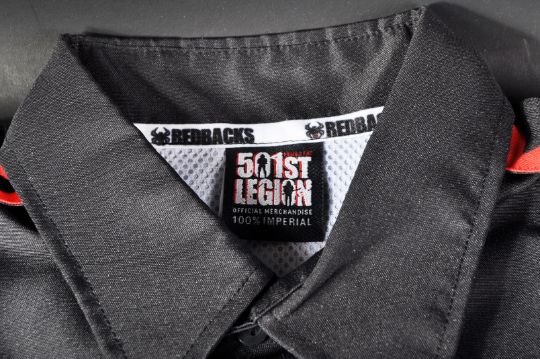 REDBACKS REDBACKS
501ST
LEGION
OFFICIAL MERCHANDISE
100% IMPERIAL